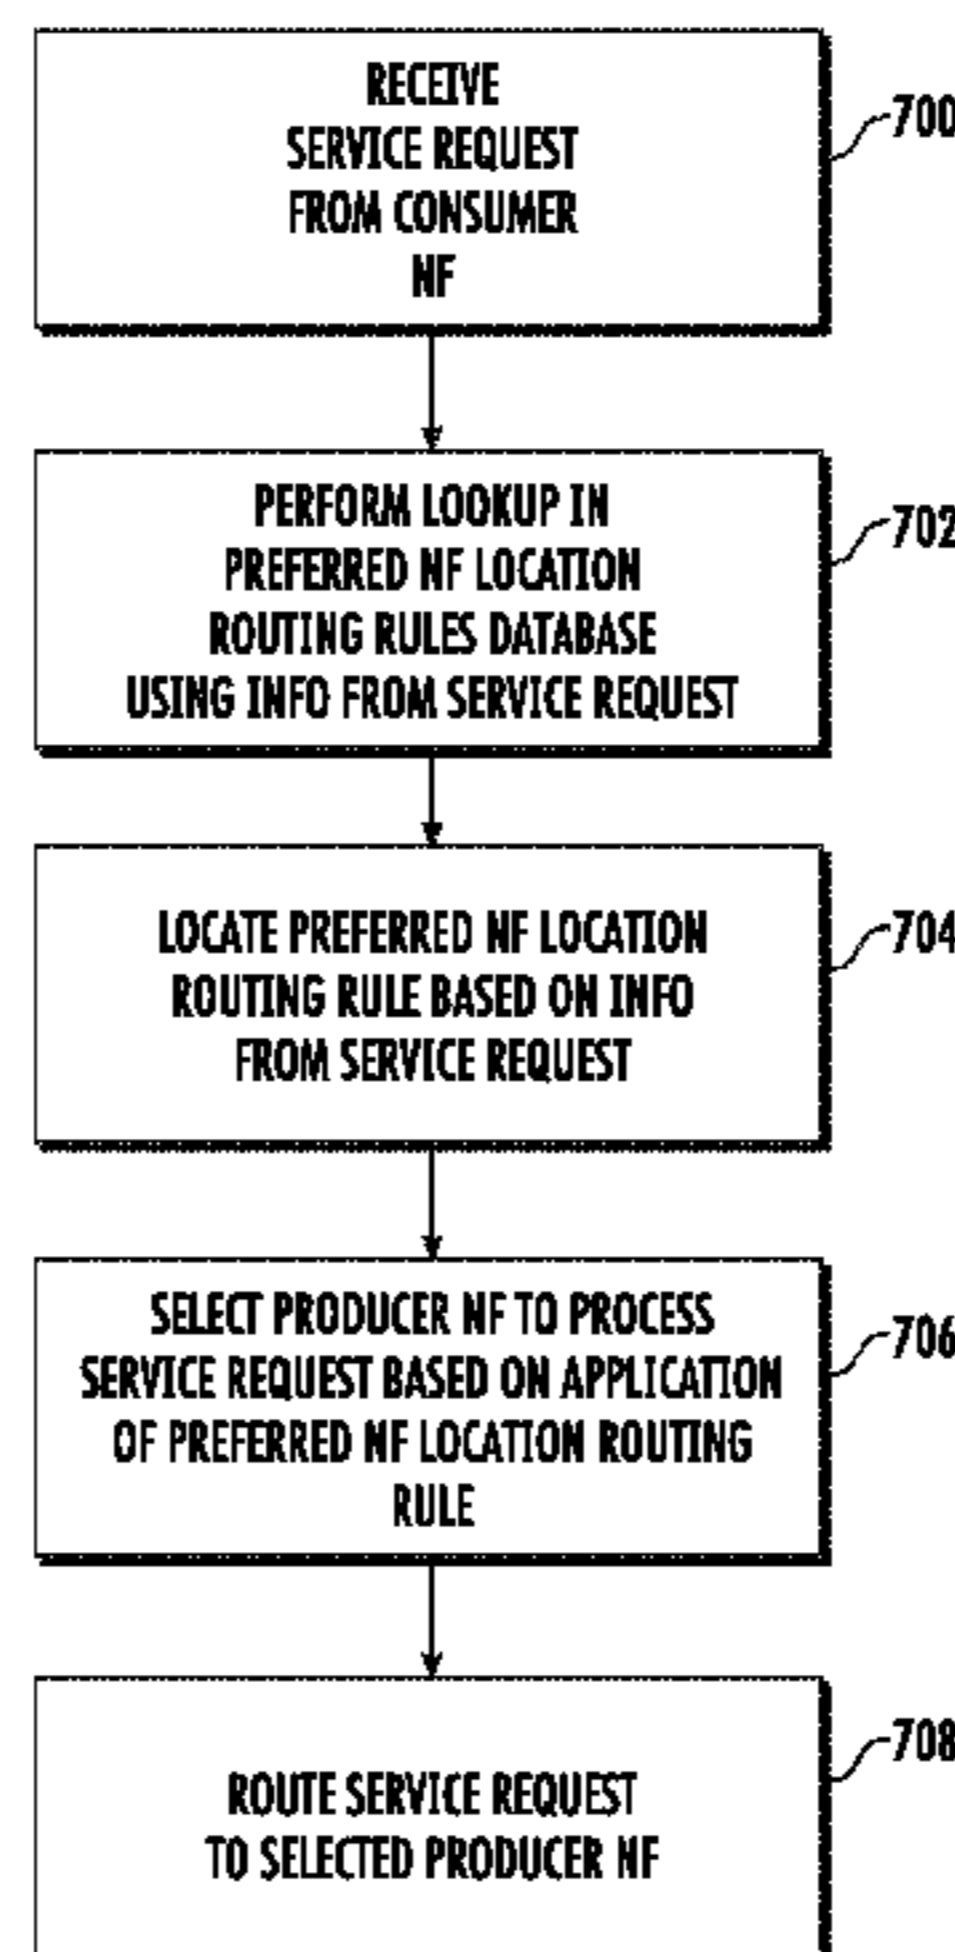 RECEIVE
SERVICE REQUEST
FROM CONSUMER
NF
700
PERFORM LOOKUP IN
PREFERRED NF LOCATION
ROUTING RULES DATABASE
USING INFO FROM SERVICE REQUEST
702
LOCATE PREFERRED NF LOCATION
ROUTING RULE BASED ON INFO
FROM SERVICE REQUEST
704
SELECT PRODUCER NF TO PROCESS
SERVICE REQUEST BASED ON APPLICATION
OF PREFERRED NF LOCATION ROUTING
RULE
706
ROUTE SERVICE REQUEST
TO SELECTED PRODUCER NF
708